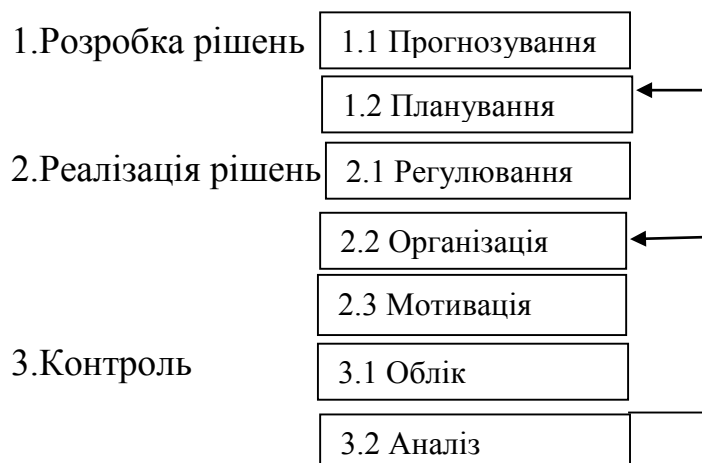 1.Розробка рішень 1.1 Прогнозування
1.2 Планування
2.Реалізація рішень 2.1 Регулювання
2.2 Організація
2.3 Мотивація
3.Контроль 3.1 Облік
3.2 Аналіз